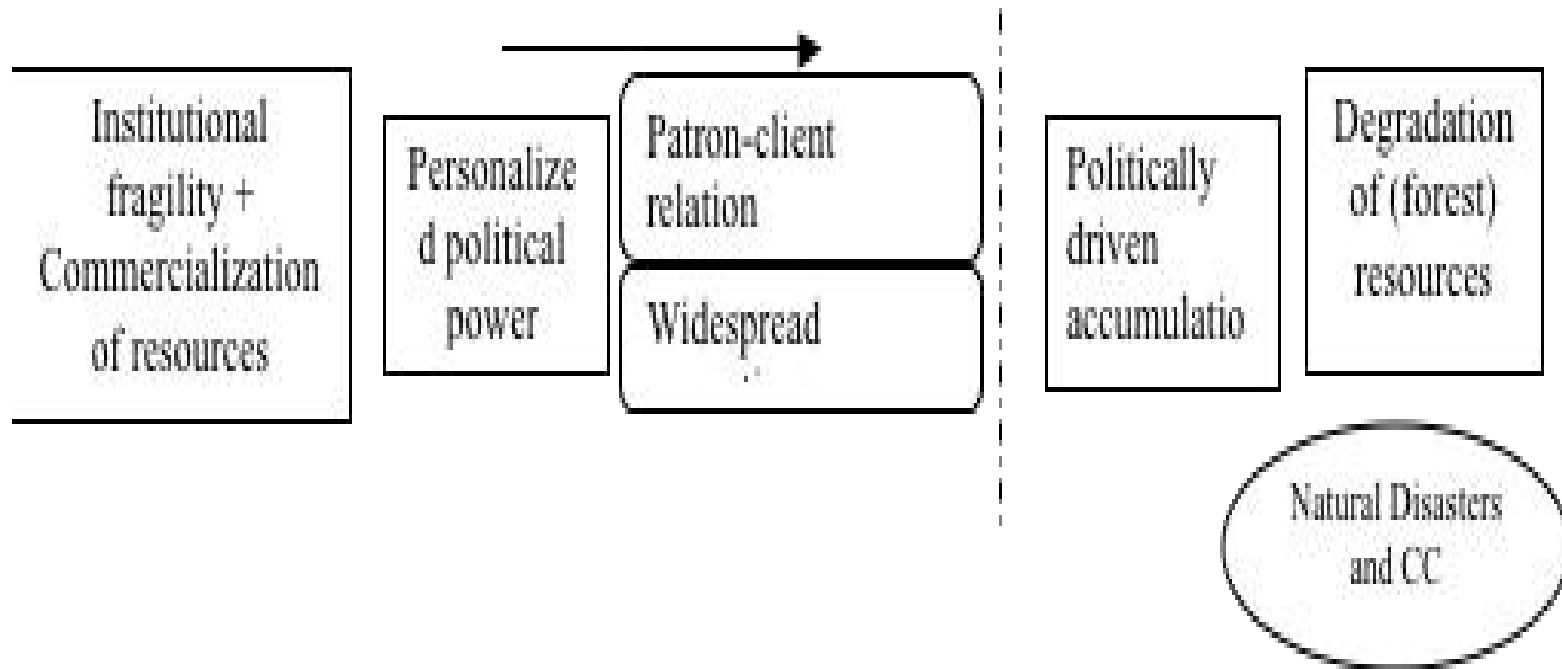 Institutional
fragility +
Commercialization
of resources
Personalize
d political
power
Patron-client
relation
Widespread
Politically
driven
accumulatio
Degradation
of (forest)
resources
Natural Disasters
and CC